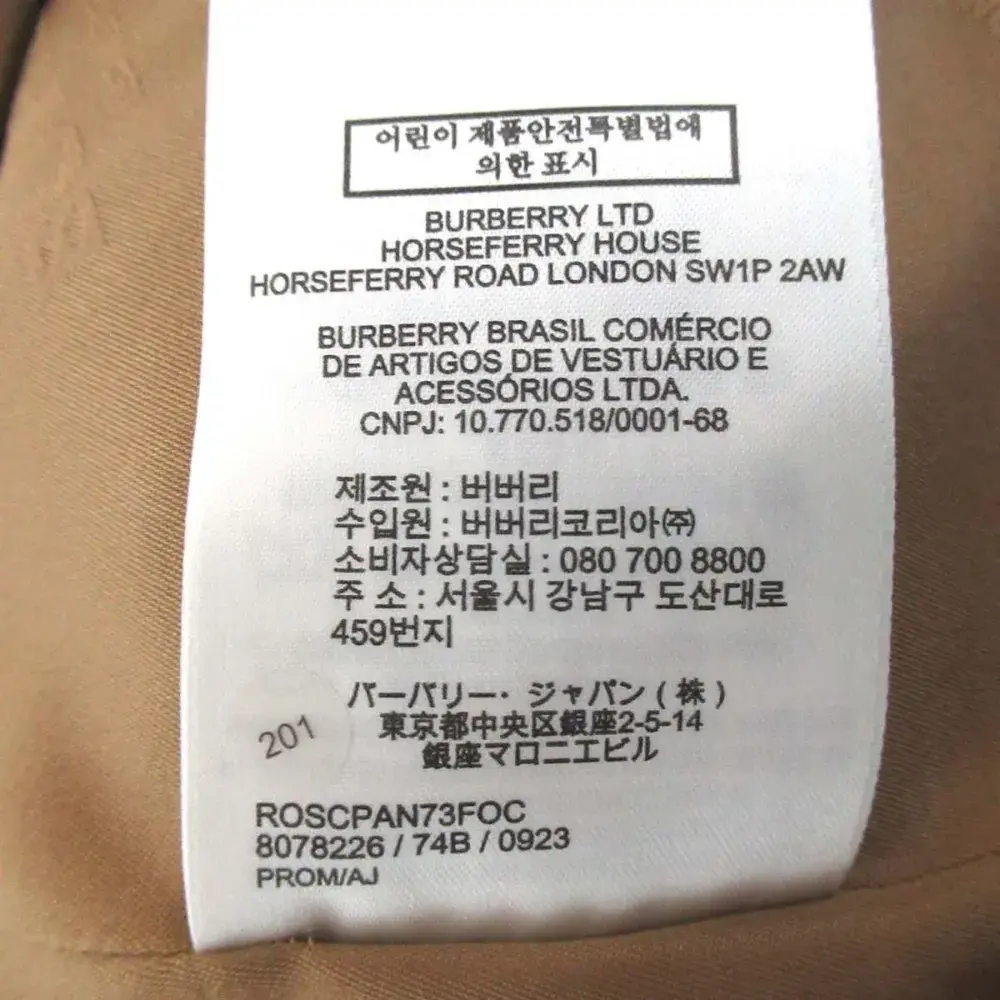 어린이 제품안전특별법에
의한 표시
BURBERRY LTD
HORSEFERRY HOUSE
HORSEFERRY ROAD LONDON SW1P 2AW
BURBERRY BRASIL COMÉRCIO
DE ARTIGOS DE VESTUÁRIO E
ACESSÓRIOS LTDA.
CNPJ: 10.770.518/0001-68
제조원 : 버버리
수입원 : 버버리코리아㈜
소비자상담실 : 080 700 8800
주 소 : 서울시 강남구 도산대로
459번지
バーバリー・ジャパン ( 株 )
東京都中央区銀座2-5-14
銀座マロニエビル
201
ROSCPAN73FOC
8078226 / 74B / 0923
PROM/AJ